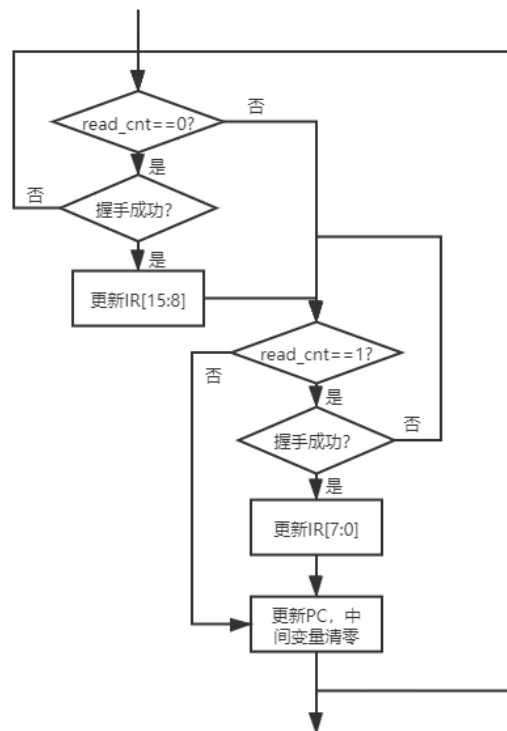 否
read_cnt==0?
是
否
握手成功?
是
更新IR[15:8]
read_cnt==1?
否
是
否
握手成功?
是
更新IR[7:0]
更新PC，中
间变量清零